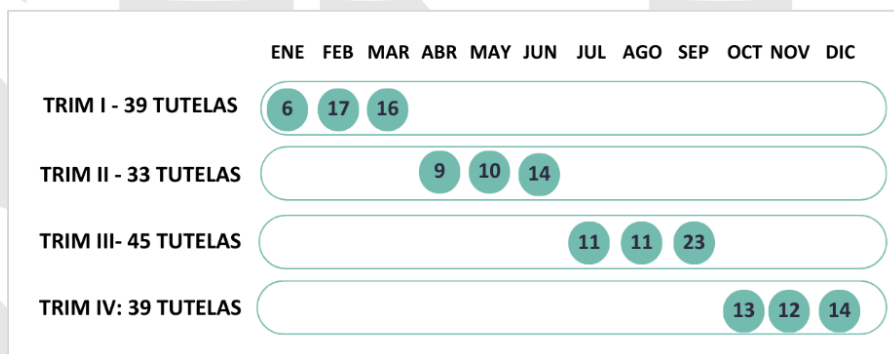 ENE FEB MAR ABR MAY JUN JUL AGO SEP OCT NOV DIC
TRIM I - 39 TUTELAS 6 17 16
TRIM II - 33 TUTELAS 9 10 14
TRIM III- 45 TUTELAS 11 11 23
TRIM IV: 39 TUTELAS 13 12 14